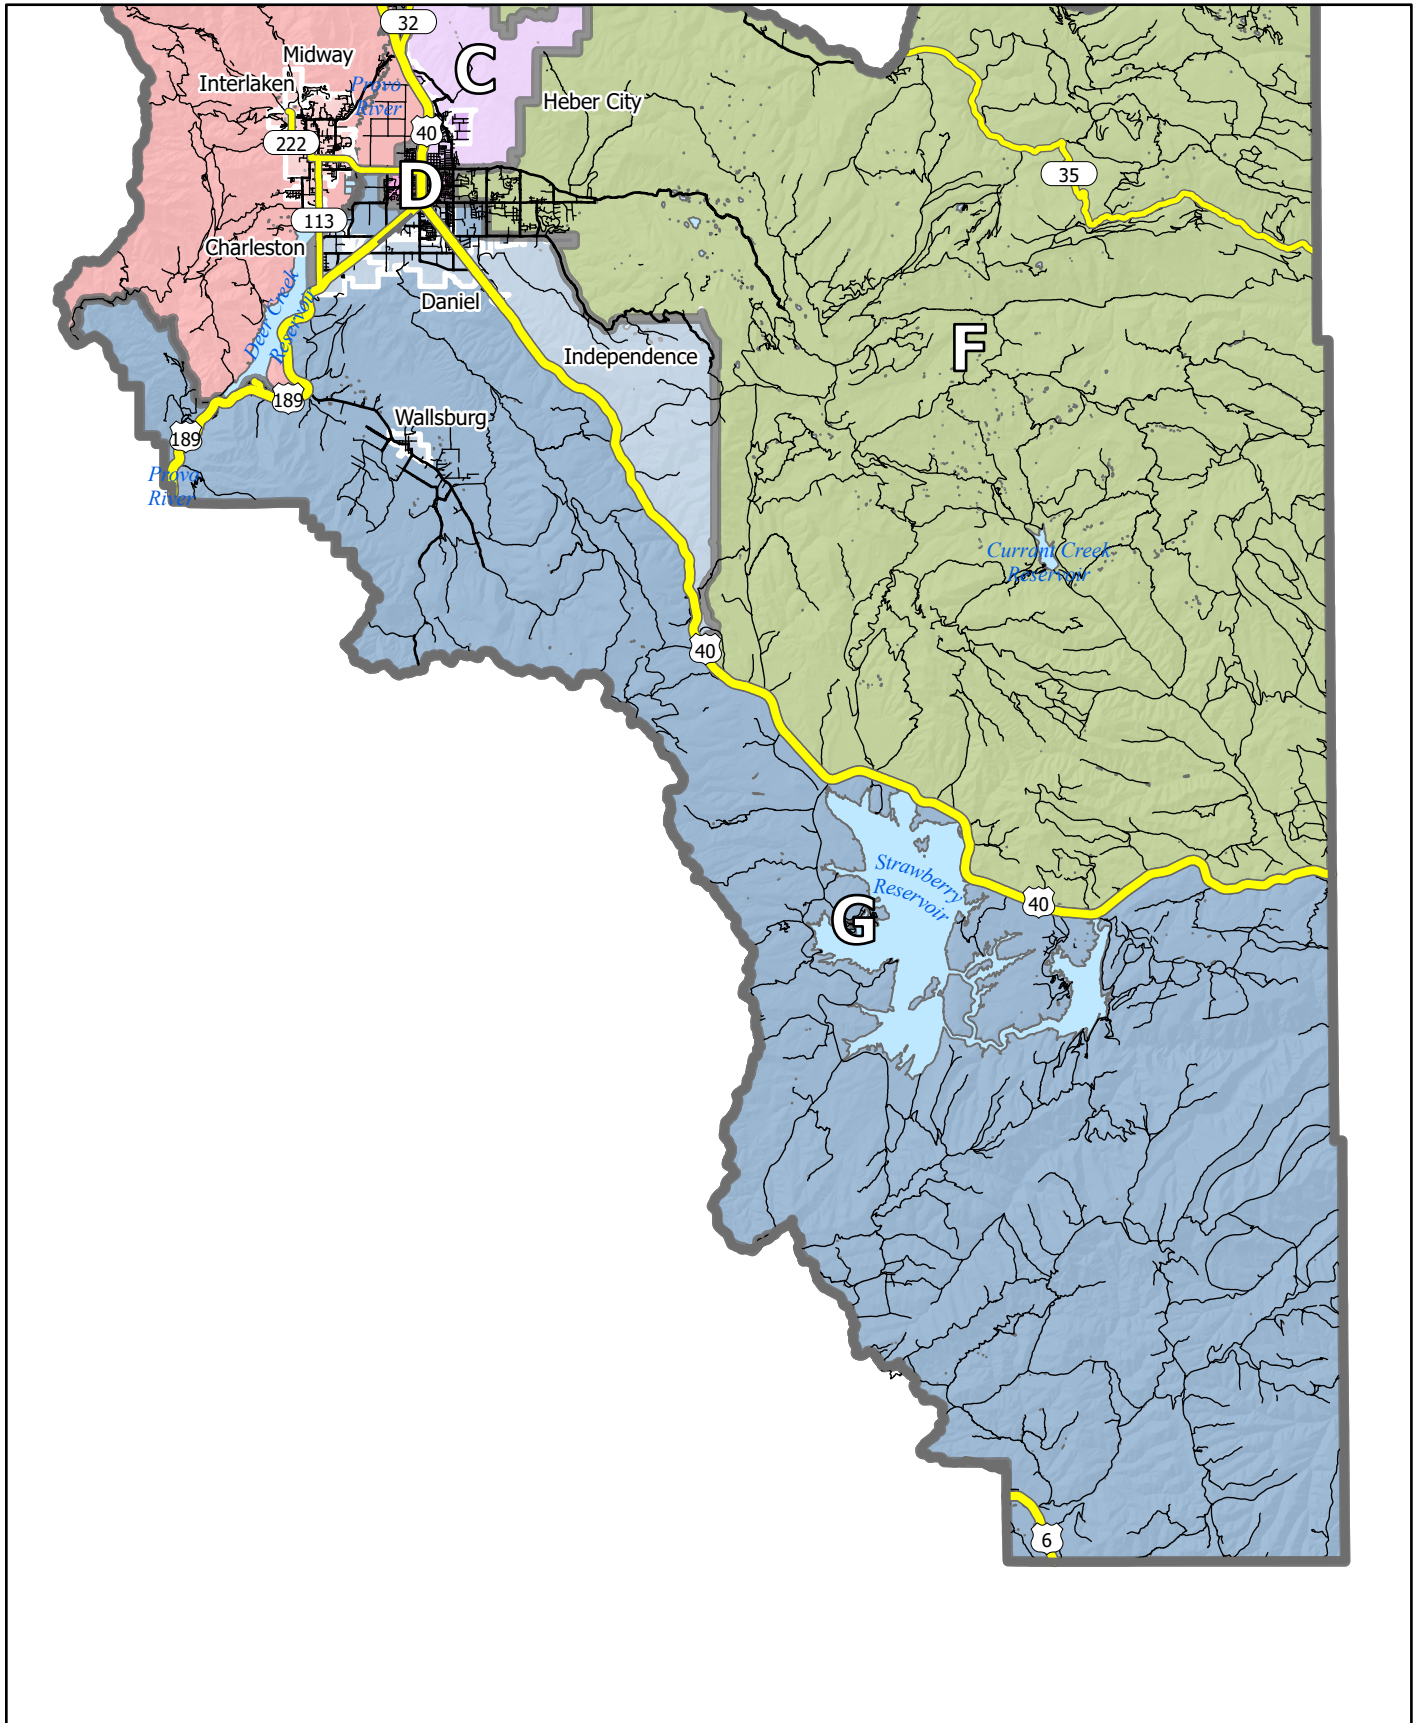 32
Midway
C
Interlaken
Provo
River
Heber City
40
222
35
D
113
Charleston
Deer Creek
Reservoir
Daniel
F
Independence
189
Wallsburg
189
Provo
River
Currant Creek
Reservoir
40
Strawberry
Reservoir
G
40
6